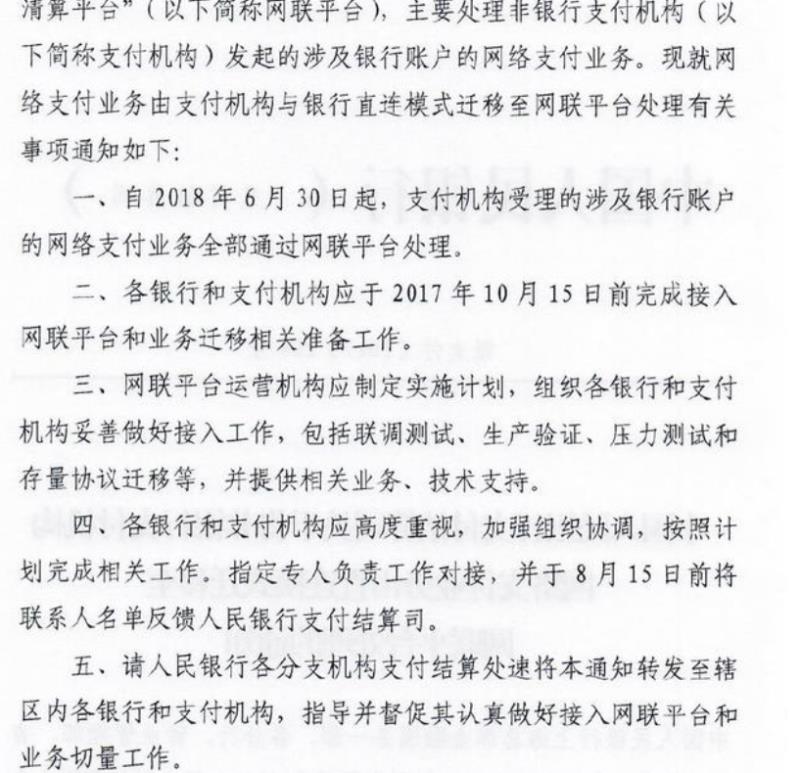 清算平台”（以下简称网联平台），主要处理非银行支付机构（以
下简称支付机构）发起的涉及银行账户的网络支付业务。现就网
络支付业务由支付机构与银行直连模式迁移至网联平台处理有关
事项通知如下：
一、自 2018 年 6 月 30 日起，支付机构受理的涉及银行账户
的网络支付业务全部通过网联平台处理。
二、各银行和支付机构应于 2017 年 10 月 15 日前完成接入
网联平台和业务迁移相关准备工作。
三、网联平台运营机构应制定实施计划，组织各银行和支付
机构妥善做好接入工作，包括联调测试、生产验证、压力测试和
存量协议迁移等，并提供相关业务、技术支持。
四、各银行和支付机构应高度重视，加强组织协调，按照计
划完成相关工作。指定专人负责工作对接，并于 8 月 15 日前将
联系人名单反馈人民银行支付结算司。
五、请人民银行各分支机构支付结算处速将本通知转发至辖
区内各银行和支付机构，指导并督促其认真做好接入网联平台和
业务切量工作。